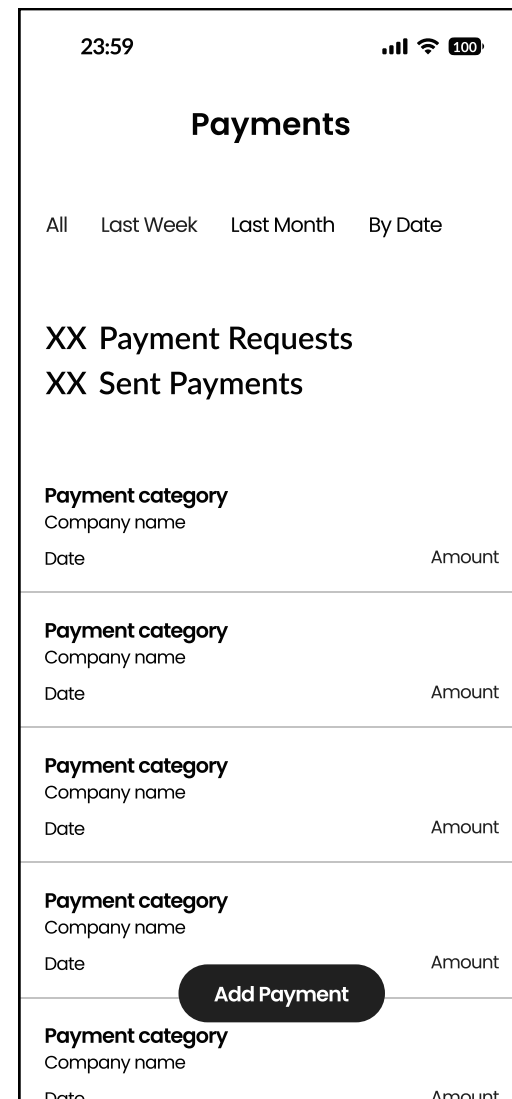 23:59 100
Payments
All Last Week Last Month By Date
XX Payment Requests
XX Sent Payments
Payment category
Company name
Date Amount
Payment category
Company name
Date Amount
Payment category
Company name
Date Amount
Payment category
Company name
Date Amount
Add Payment
Payment category
Company name
Date Amount